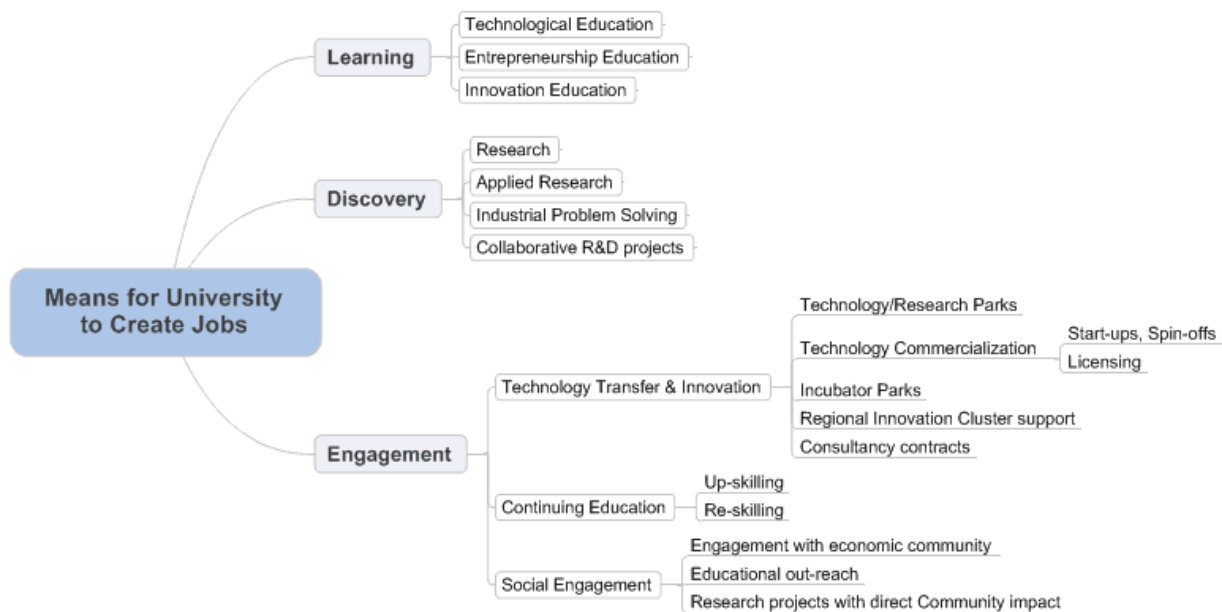 Technological Education
Learning
Entrepreneurship Education
Innovation Education
Research
Applied Research
Discovery
Industrial Problem Solving
Collaborative R&D projects
Means for University
to Create Jobs
Technology/Research Parks
Start-ups, Spin-offs
Technology Commercialization
Licensing
Technology Transfer & Innovation
Incubator Parks
Regional Innovation Cluster support
Consultancy contracts
Engagement
Up-skilling
Continuing Education
Re-skilling
Engagement with economic community
Social Engagement
Educational out-reach
Research projects with direct Community impact